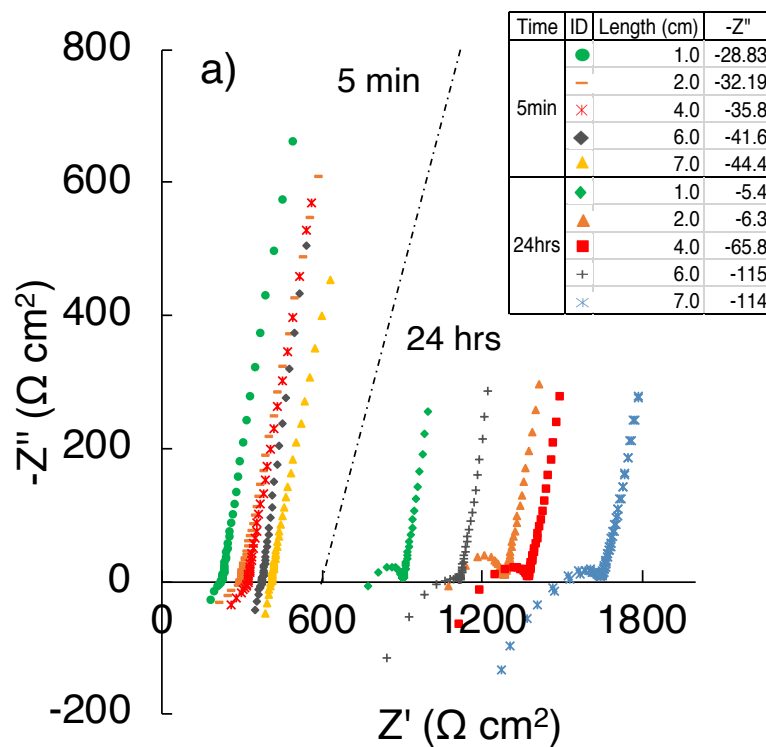 a)
5 min
24 hrs
Time ID Length (cm) -Z"
5min
1.0 -28.83
2.0 -32.19
4.0 -35.8
6.0 -41.6
7.0 -44.4
24hrs
1.0 -5.4
2.0 -6.3
4.0 -65.8
6.0 -115
7.0 -114
800
600
400
200
0
-200
-Z" (Ω cm²)
0 600 1200 1800
Z' (Ω cm²)